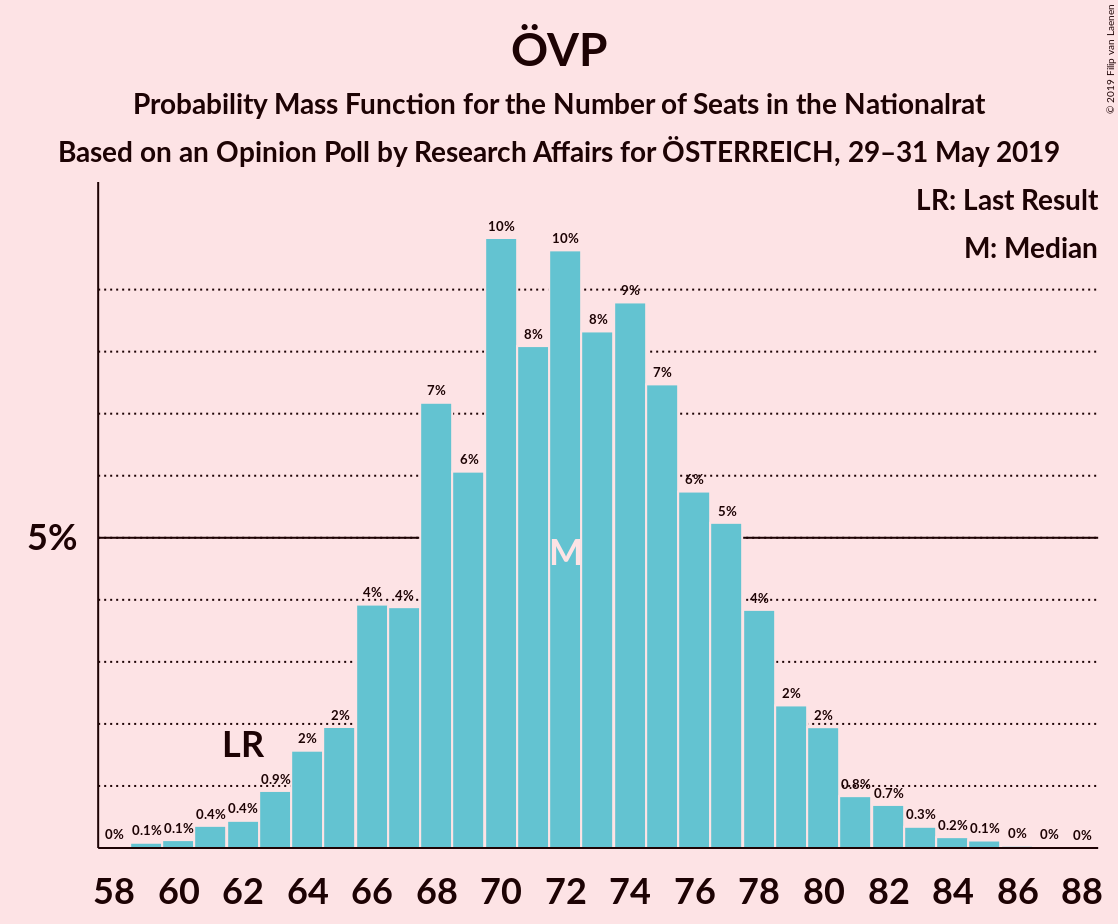 ÖVP
Probability Mass Function for the Number of Seats in the Nationalrat
Based on an Opinion Poll by Research Affairs for ÖSTERREICH, 29–31 May 2019
© 2019 Filip van Laenen
LR: Last Result
M: Median
5%
0% 0.1% 0.1% 0.4% 0.4% 0.9% 2% 2% 4% 4% 7% 6% 10% 8% 10% 8% 9% 7% 6% 5% 4% 2% 2% 0.8% 0.7% 0.3% 0.2% 0.1% 0% 0% 0%
LR
M
58 60 62 64 66 68 70 72 74 76 78 80 82 84 86 88